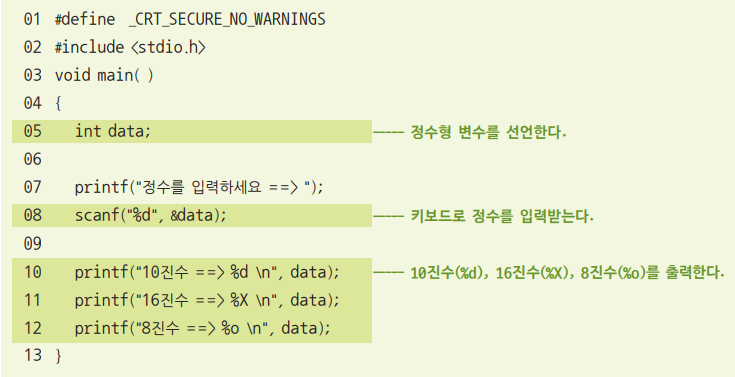 01 #define _CRT_SECURE_NO_WARNINGS
02 #include <stdio.h>
03 void main( )
04 {
05 int data; ----- 정수형 변수를 선언한다.
06
07 printf("정수를 입력하세요 ==> ");
08 scanf("%d", &data); ----- 키보드로 정수를 입력받는다.
09
10 printf("10진수 ==> %d \n", data); ----- 10진수(%d), 16진수(%X), 8진수(%o)를 출력한다.
11 printf("16진수 ==> %X \n", data);
12 printf("8진수 ==> %o \n", data);
13 }